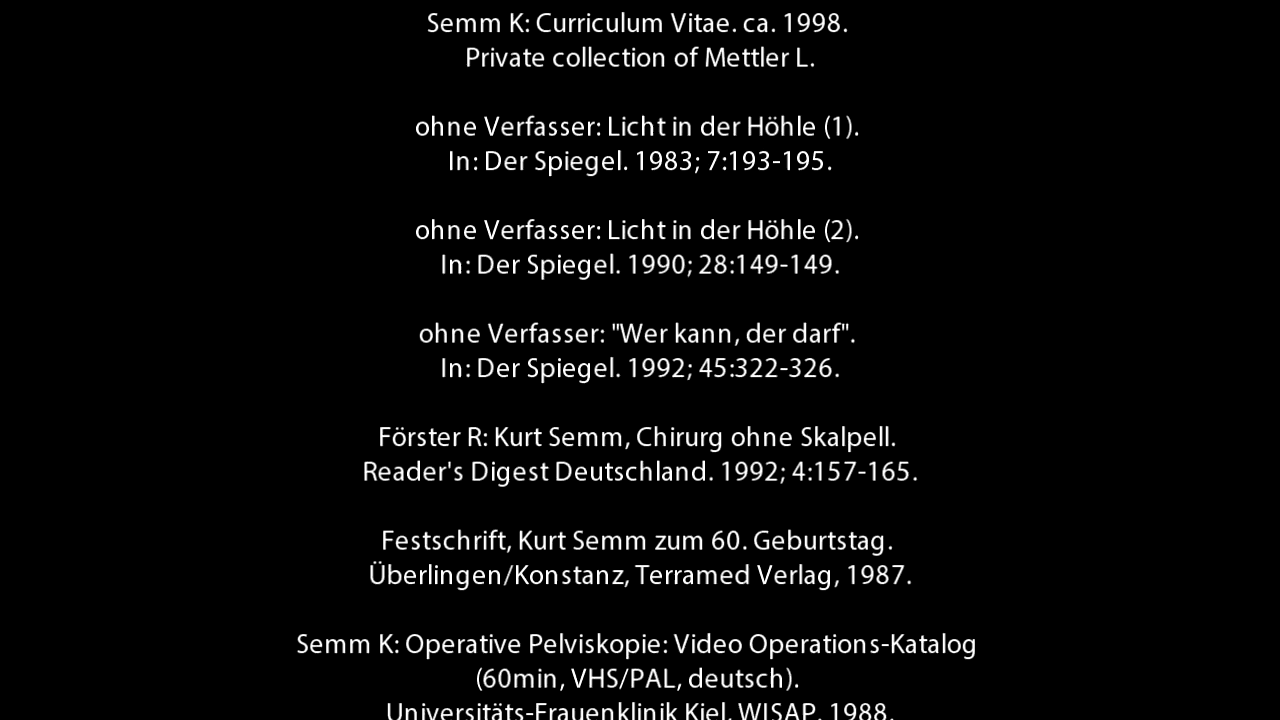 Semm K: Curriculum Vitae. ca. 1998.
Private collection of Mettler L.
ohne Verfasser: Licht in der Höhle (1).
In: Der Spiegel. 1983; 7:193-195.
ohne Verfasser: Licht in der Höhle (2).
In: Der Spiegel. 1990; 28:149-149.
ohne Verfasser: "Wer kann, der darf".
In: Der Spiegel. 1992; 45:322-326.
Förster R: Kurt Semm, Chirurg ohne Skalpell.
Reader's Digest Deutschland. 1992; 4:157-165.
Festschrift, Kurt Semm zum 60. Geburtstag.
Überlingen/Konstanz, Terramed Verlag, 1987.
Semm K: Operative Pelviskopie: Video Operations-Katalog
(60min, VHS/PAL, deutsch).
Universitäts-Frauenklinik Kiel, WISAP, 1988.